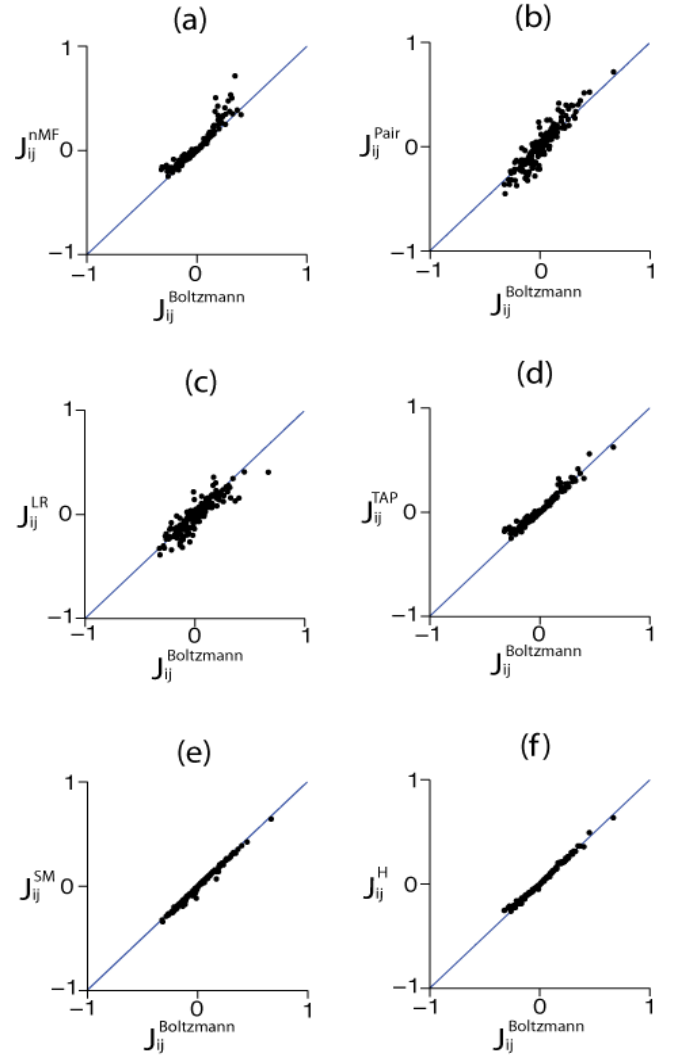 (a)
1
J_ij^nMF 0
−1
−1 0 1
J_ij^Boltzmann
(b)
1
J_ij^Pair 0
−1
−1 0 1
J_ij^Boltzmann
(c)
1
J_ij^LR 0
−1
−1 0 1
J_ij^Boltzmann
(d)
1
J_ij^TAP 0
−1
−1 0 1
J_ij^Boltzmann
(e)
1
J_ij^SM 0
−1
−1 0 1
J_ij^Boltzmann
(f)
1
J_ij^H 0
−1
−1 0 1
J_ij^Boltzmann